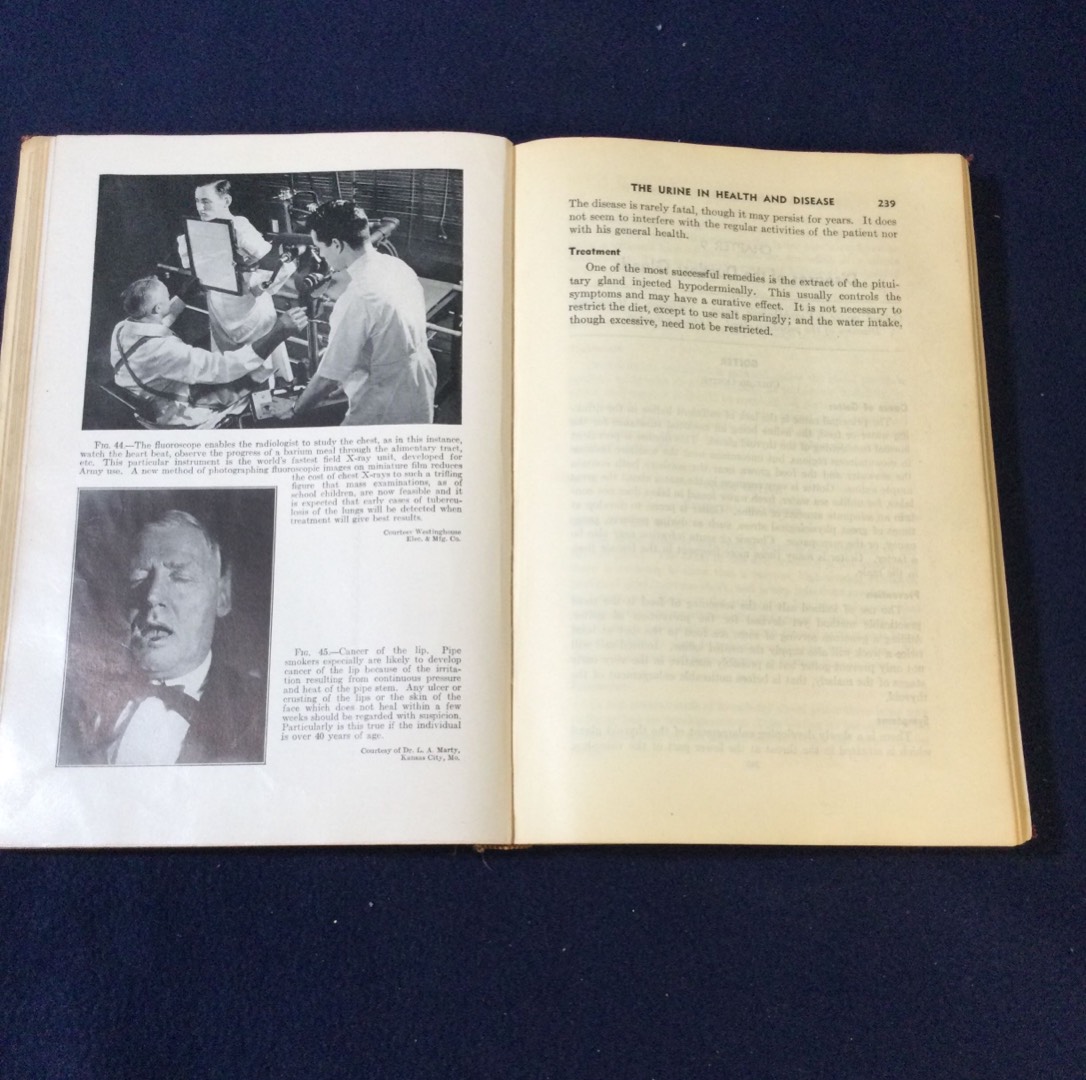 FIG. 44.—The fluoroscope enables the radiologist to study the chest, as in this instance,
watch the heart beat, observe the progress of a barium meal through the alimentary tract,
etc. This particular instrument is the world's fastest field X-ray unit, developed for
Army use. A new method of photographing fluoroscopic images on miniature film reduces
the cost of chest X-rays to such a trifling
figure that mass examinations, as of
school children, are now feasible and it
is expected that early cases of tubercu-
losis of the lungs will be detected when
treatment will give best results.
Courtesy Westinghouse
Elec. & Mfg. Co.
FIG. 45.—Cancer of the lip. Pipe
smokers especially are likely to develop
cancer of the lip because of the irrita-
tion resulting from continuous pressure
and heat of the pipe stem. Any ulcer or
crusting of the lips or the skin of the
face which does not heal within a few
weeks should be regarded with suspicion.
Particularly is this true if the individual
is over 40 years of age.
Courtesy of Dr. L. A. Marty,
Kansas City, Mo.
THE URINE IN HEALTH AND DISEASE 239
The disease is rarely fatal, though it may persist for years. It does
not seem to interfere with the regular activities of the patient nor
with his general health.
Treatment
One of the most successful remedies is the extract of the pitui-
tary gland injected hypodermically. This usually controls the
symptoms and may have a curative effect. It is not necessary to
restrict the diet, except to use salt sparingly; and the water intake,
though excessive, need not be restricted.